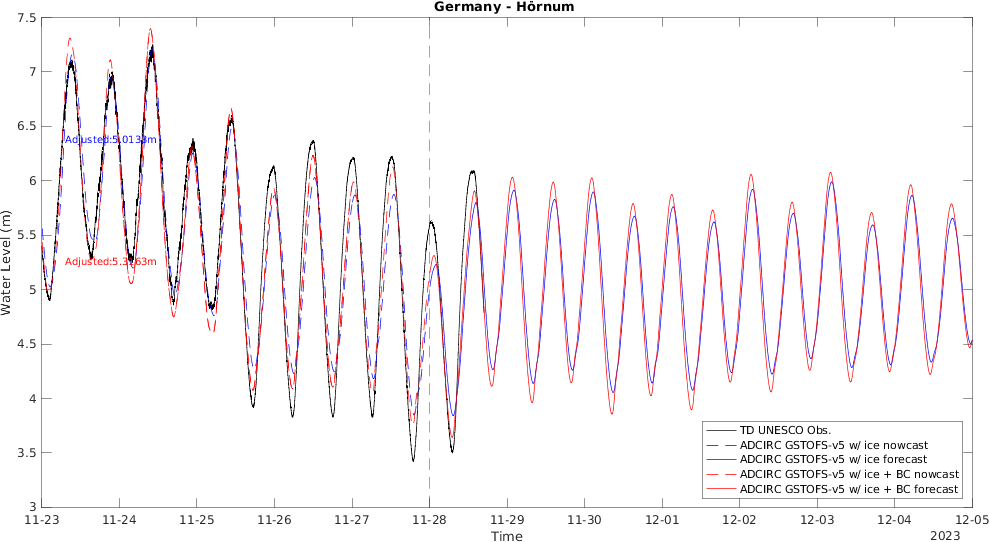 Germany - Hörnum
7.5
7
6.5
6
5.5
5
4.5
4
3.5
3
Water Level (m)
Adjusted:5.0133m
Adjusted:5.3763m
TD UNESCO Obs.
ADCIRC GSTOFS-v5 w/ ice nowcast
ADCIRC GSTOFS-v5 w/ ice forecast
ADCIRC GSTOFS-v5 w/ ice + BC nowcast
ADCIRC GSTOFS-v5 w/ ice + BC forecast
11-23 11-24 11-25 11-26 11-27 11-28 11-29 11-30 12-01 12-02 12-03 12-04 12-05
Time
2023